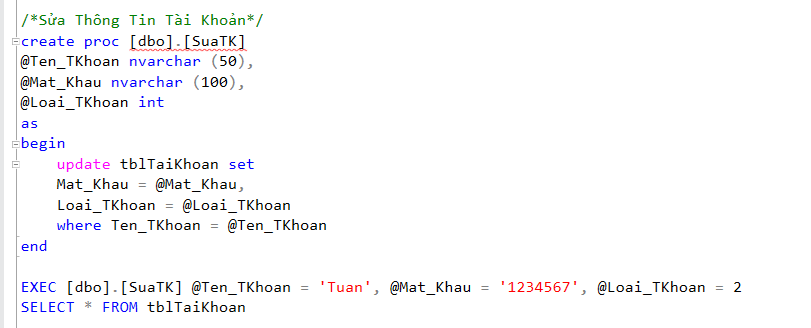 /*Sửa Thông Tin Tài Khoản*/
create proc [dbo].[SuaTK]
@Ten_TKhoan nvarchar (50),
@Mat_Khau nvarchar (100),
@Loai_TKhoan int
as
begin
update tblTaiKhoan set
Mat_Khau = @Mat_Khau,
Loai_TKhoan = @Loai_TKhoan
where Ten_TKhoan = @Ten_TKhoan
end
EXEC [dbo].[SuaTK] @Ten_TKhoan = 'Tuan', @Mat_Khau = '1234567', @Loai_TKhoan = 2
SELECT * FROM tblTaiKhoan